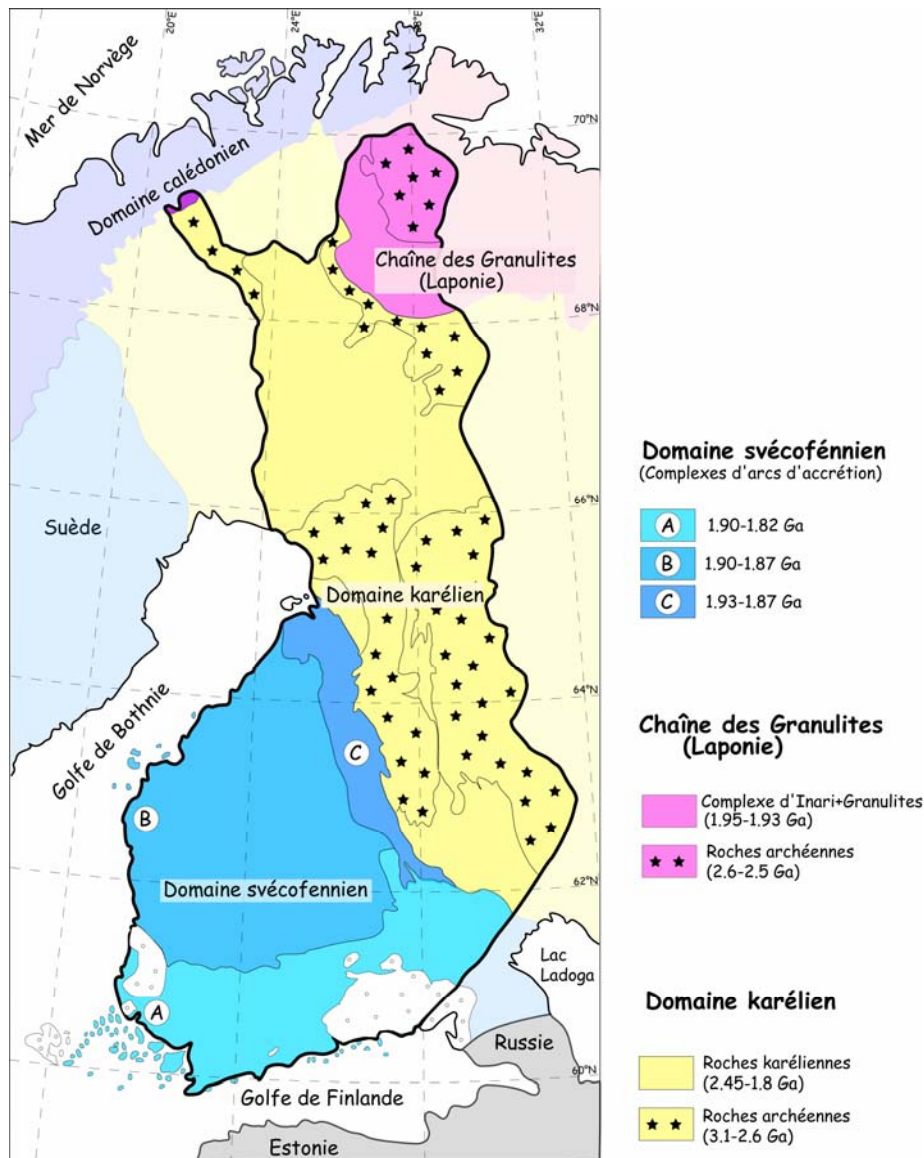 20°E
24°E
28°E
32°E
Mer de Norvège
70°N
Domaine calédonien
Chaîne des Granulites
(Laponie)
68°N
66°N
Suède
Domaine karélien
64°N
Golfe de Bothnie
C
B
Domaine svécofennien
62°N
Lac
Ladoga
A
Russie
60°N
Golfe de Finlande
Estonie
Domaine svécofénnien
(Complexes d'arcs d'accrétion)
A 1.90-1.82 Ga
B 1.90-1.87 Ga
C 1.93-1.87 Ga
Chaîne des Granulites
(Laponie)
Complexe d'Inari+Granulites
(1.95-1.93 Ga)
Roches archéennes
(2.6-2.5 Ga)
Domaine karélien
Roches karéliennes
(2.45-1.8 Ga)
Roches archéennes
(3.1-2.6 Ga)